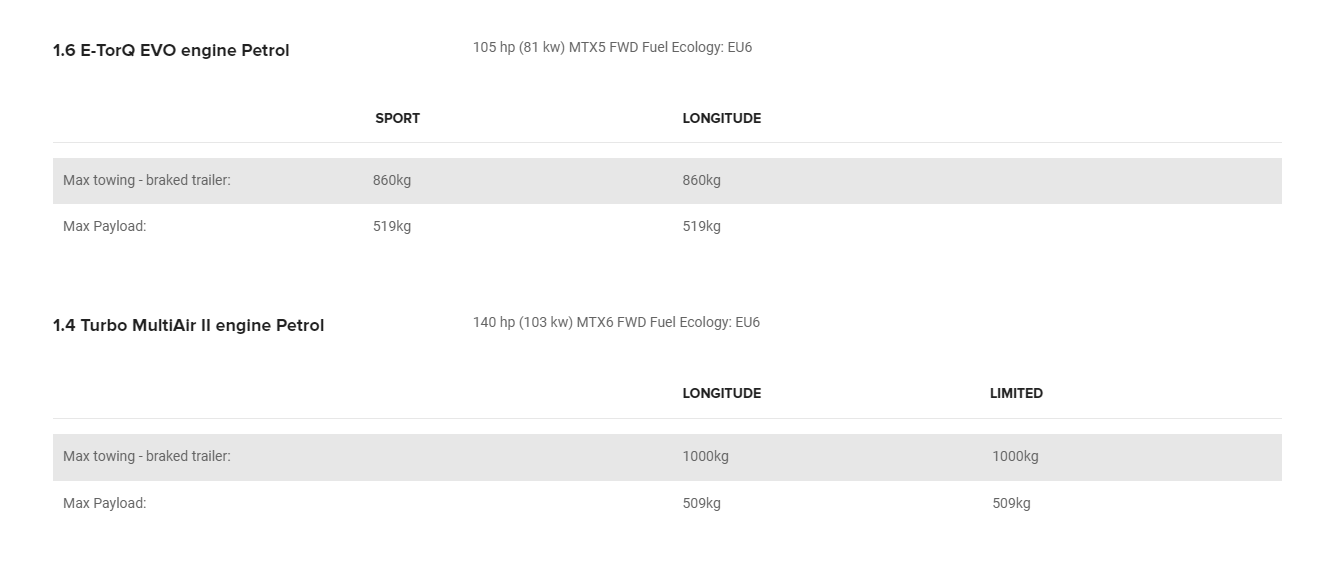 1.6 E-TorQ EVO engine Petrol 105 hp (81 kw) MTX5 FWD Fuel Ecology: EU6
SPORT LONGITUDE
Max towing - braked trailer: 860kg 860kg
Max Payload: 519kg 519kg
1.4 Turbo MultiAir II engine Petrol 140 hp (103 kw) MTX6 FWD Fuel Ecology: EU6
LONGITUDE LIMITED
Max towing - braked trailer: 1000kg 1000kg
Max Payload: 509kg 509kg